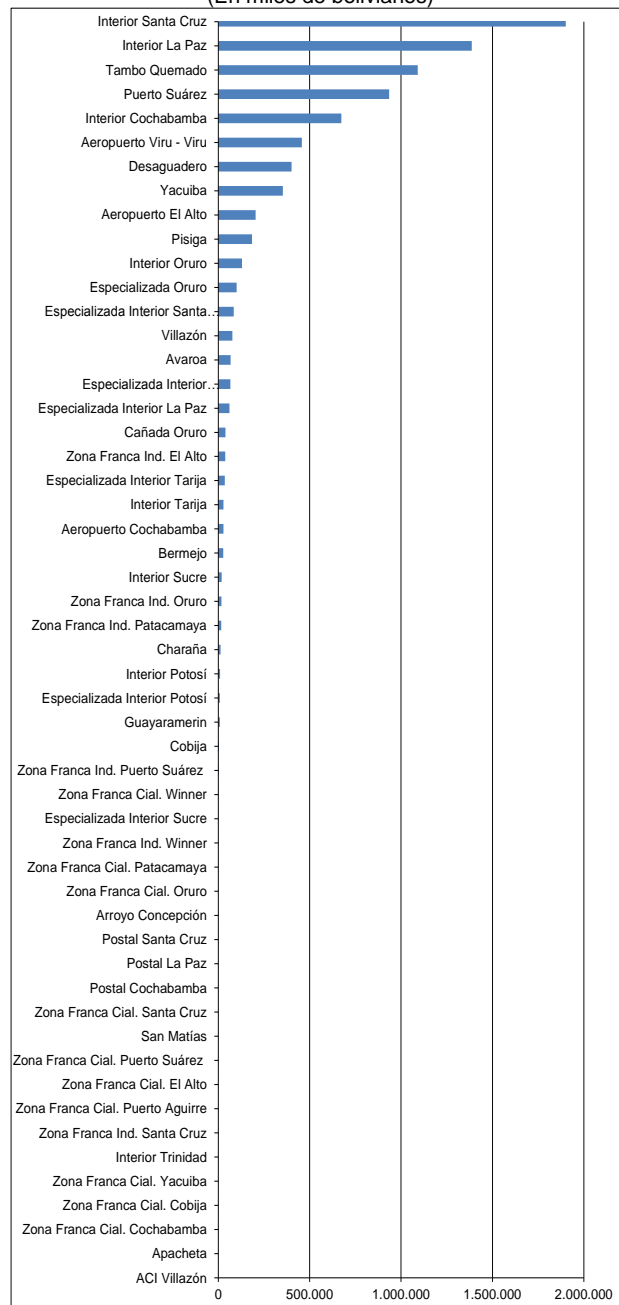 (En miles de bolivianos)
Interior Santa Cruz
Interior La Paz
Tambo Quemado
Puerto Suárez
Interior Cochabamba
Aeropuerto Viru - Viru
Desaguadero
Yacuiba
Aeropuerto El Alto
Pisiga
Interior Oruro
Especializada Oruro
Especializada Interior Santa…
Villazón
Avaroa
Especializada Interior…
Especializada Interior La Paz
Cañada Oruro
Zona Franca Ind. El Alto
Especializada Interior Tarija
Interior Tarija
Aeropuerto Cochabamba
Bermejo
Interior Sucre
Zona Franca Ind. Oruro
Zona Franca Ind. Patacamaya
Charaña
Interior Potosí
Especializada Interior Potosí
Guayaramerin
Cobija
Zona Franca Ind. Puerto Suárez
Zona Franca Cial. Winner
Especializada Interior Sucre
Zona Franca Ind. Winner
Zona Franca Cial. Patacamaya
Zona Franca Cial. Oruro
Arroyo Concepción
Postal Santa Cruz
Postal La Paz
Postal Cochabamba
Zona Franca Cial. Santa Cruz
San Matías
Zona Franca Cial. Puerto Suárez
Zona Franca Cial. El Alto
Zona Franca Cial. Puerto Aguirre
Zona Franca Ind. Santa Cruz
Interior Trinidad
Zona Franca Cial. Yacuiba
Zona Franca Cial. Cobija
Zona Franca Cial. Cochabamba
Apacheta
ACI Villazón
0 500.000 1.000.000 1.500.000 2.000.000